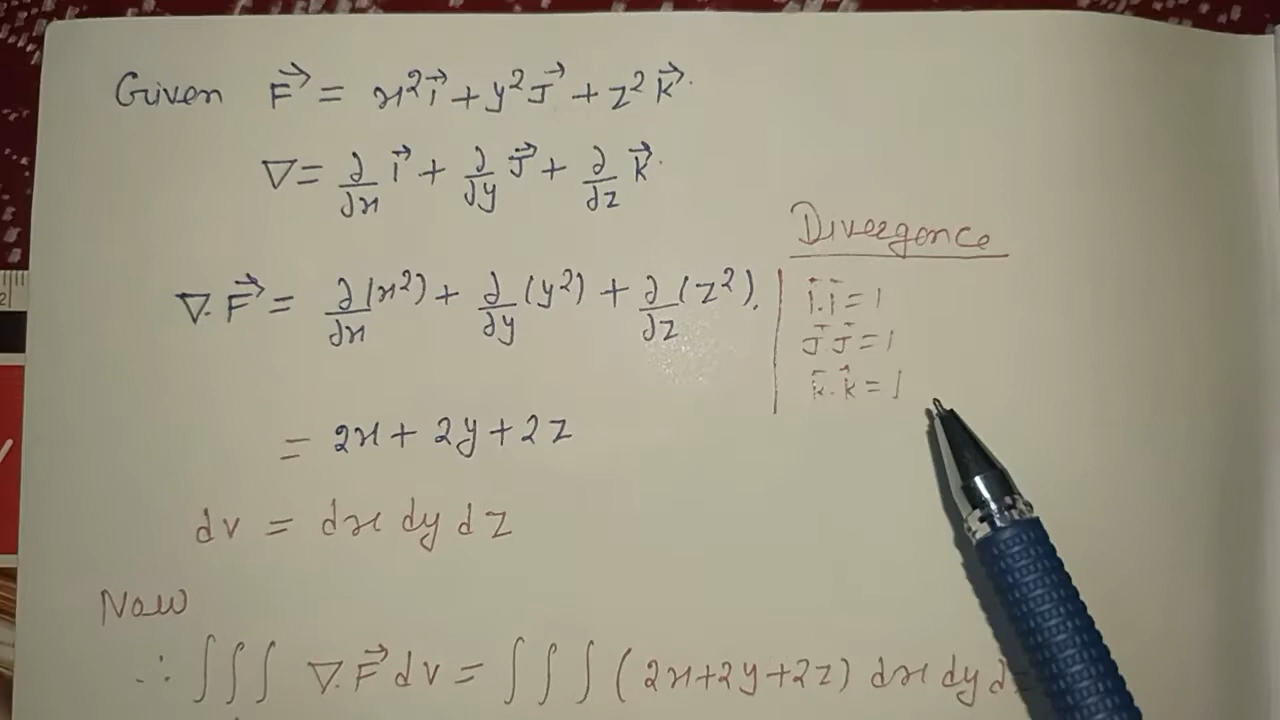 Given F⃗ = x²i⃗ + y²J⃗ + z²K⃗.
∇ = ∂/∂x i⃗ + ∂/∂y J⃗ + ∂/∂z K⃗.
Divergence
∇.F⃗ = ∂/∂x (x²) + ∂/∂y (y²) + ∂/∂z (z²).
i⃗.i⃗ = 1
J⃗.J⃗ = 1
k⃗.k⃗ = 1
= 2x + 2y + 2z
dv = dx dy dz
Now
∴ ∫∫∫ ∇.F⃗ dv = ∫∫∫ (2x+2y+2z) dx dy d